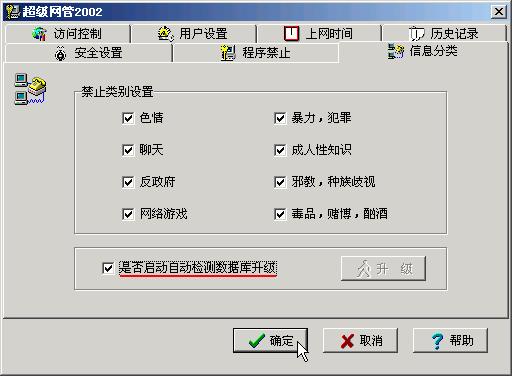 超级网管2002
访问控制 用户设置 上网时间 历史记录
安全设置 程序禁止 信息分类
禁止类别设置
色情 暴力，犯罪
聊天 成人性知识
反政府 邪教，种族歧视
网络游戏 毒品，赌博，酗酒
是否启动自动检测数据库升级 升 级
确定 取消 帮助